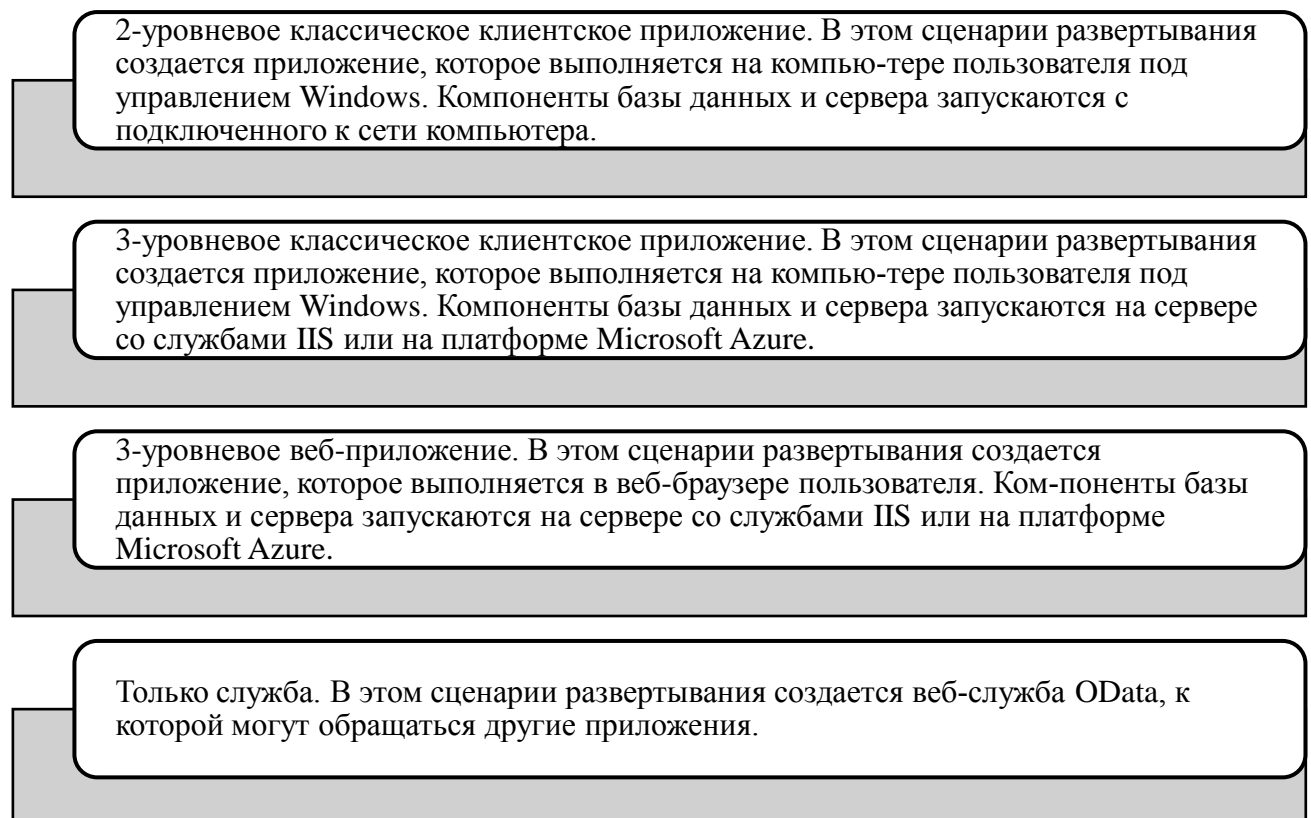 2-уровневое классическое клиентское приложение. В этом сценарии развертывания
создается приложение, которое выполняется на компью-тере пользователя под
управлением Windows. Компоненты базы данных и сервера запускаются с
подключенного к сети компьютера.
3-уровневое классическое клиентское приложение. В этом сценарии развертывания
создается приложение, которое выполняется на компью-тере пользователя под
управлением Windows. Компоненты базы данных и сервера запускаются на сервере
со службами IIS или на платформе Microsoft Azure.
3-уровневое веб-приложение. В этом сценарии развертывания создается
приложение, которое выполняется в веб-браузере пользователя. Ком-поненты базы
данных и сервера запускаются на сервере со службами IIS или на платформе
Microsoft Azure.
Только служба. В этом сценарии развертывания создается веб-служба OData, к
которой могут обращаться другие приложения.